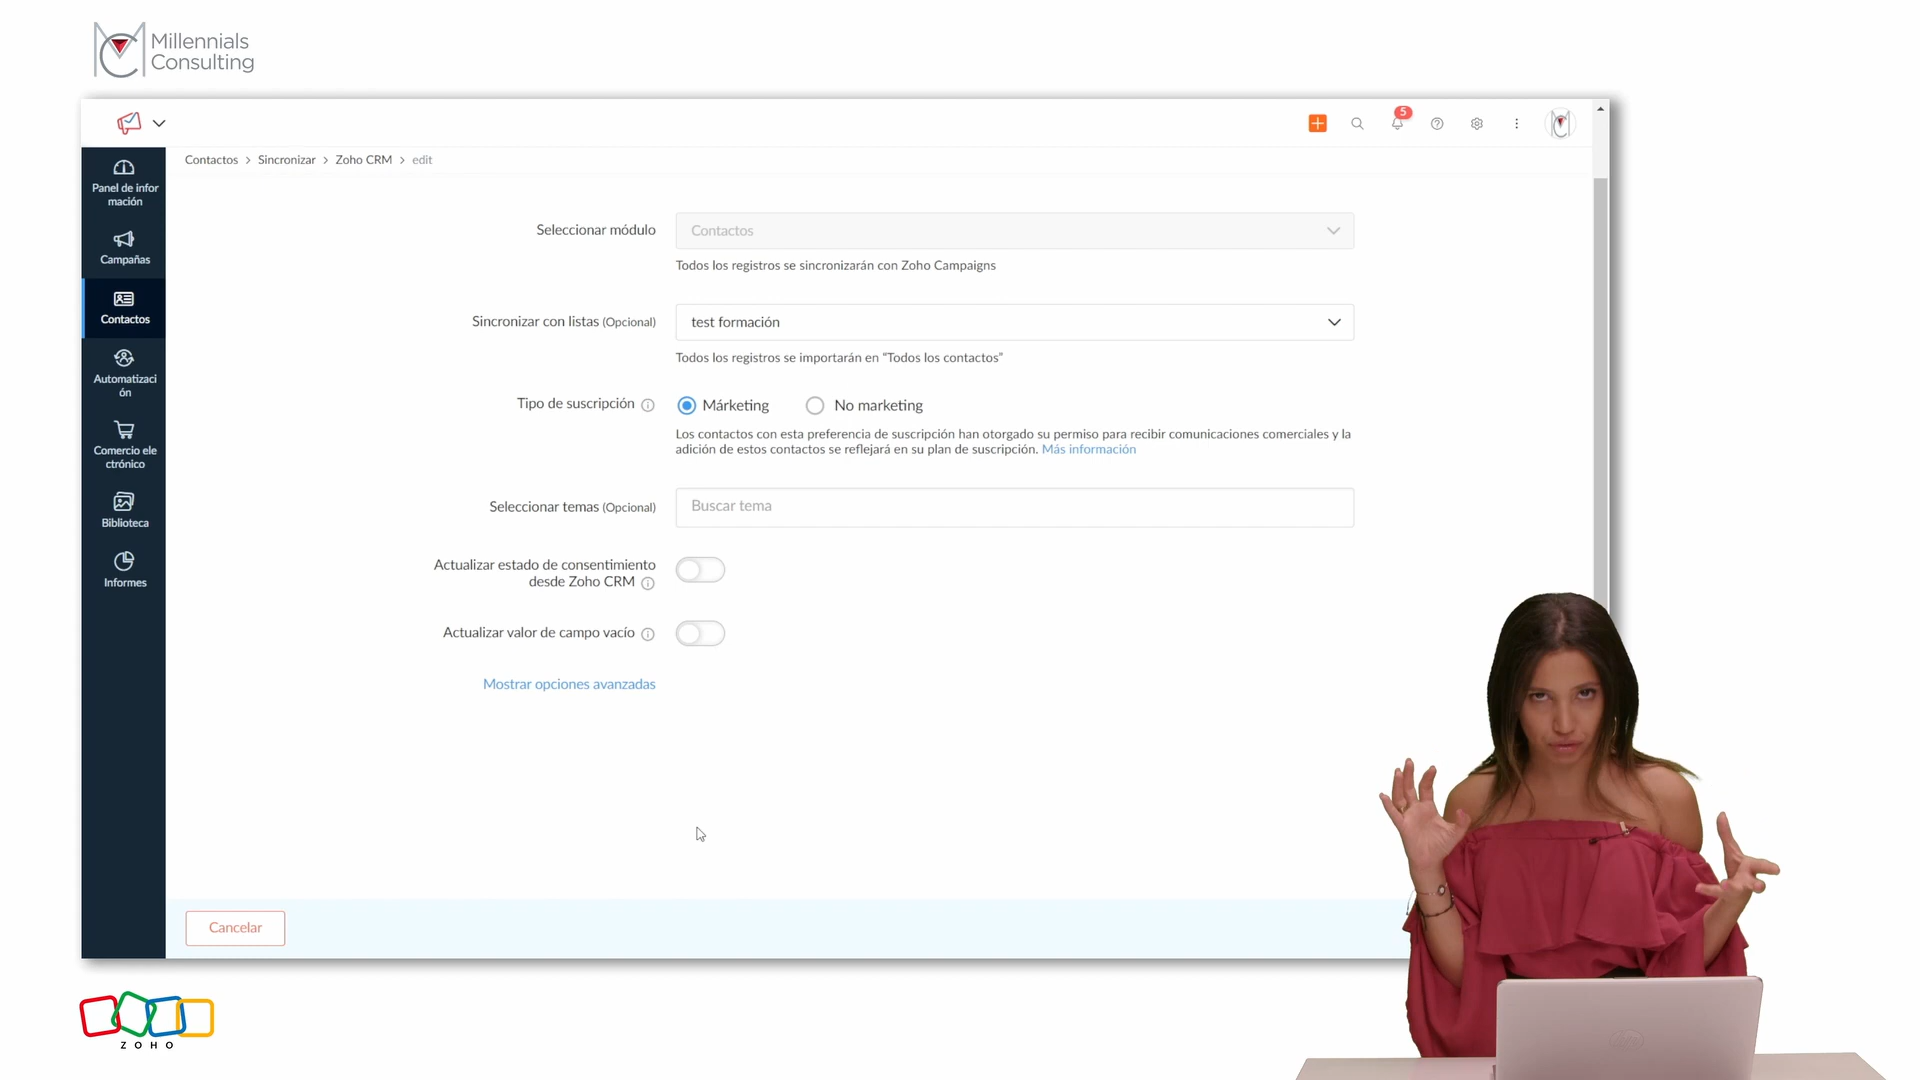 Millennials
Consulting
5
Contactos > Sincronizar > Zoho CRM > edit
Panel de infor
mación
Campañas
Contactos
Automatizaci
ón
Comercio ele
ctrónico
Biblioteca
Informes
Seleccionar módulo
Contactos
Todos los registros se sincronizarán con Zoho Campaigns
Sincronizar con listas (Opcional)
test formación
Todos los registros se importarán en “Todos los contactos”
Tipo de suscripción
Márketing
No marketing
Los contactos con esta preferencia de suscripción han otorgado su permiso para recibir comunicaciones comerciales y la
adición de estos contactos se reflejará en su plan de suscripción. Más información
Seleccionar temas (Opcional)
Buscar tema
Actualizar estado de consentimiento
desde Zoho CRM
Actualizar valor de campo vacío
Mostrar opciones avanzadas
Cancelar
ZOHO